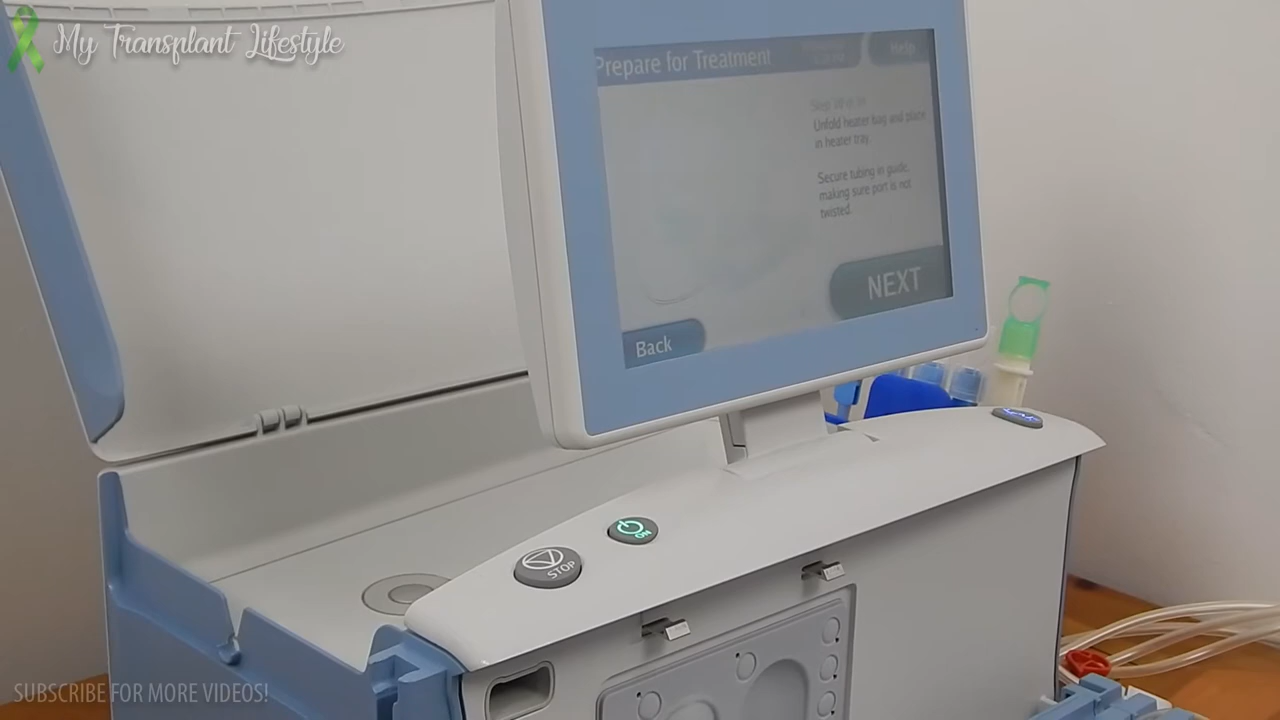 My Transplant Lifestyle
Prepare for Treatment
Help
Unfold heater bag and place
in heater tray.
Secure tubing in guide,
making sure port is not
twisted.
NEXT
Back
ON
STOP
SUBSCRIBE FOR MORE VIDEOS!